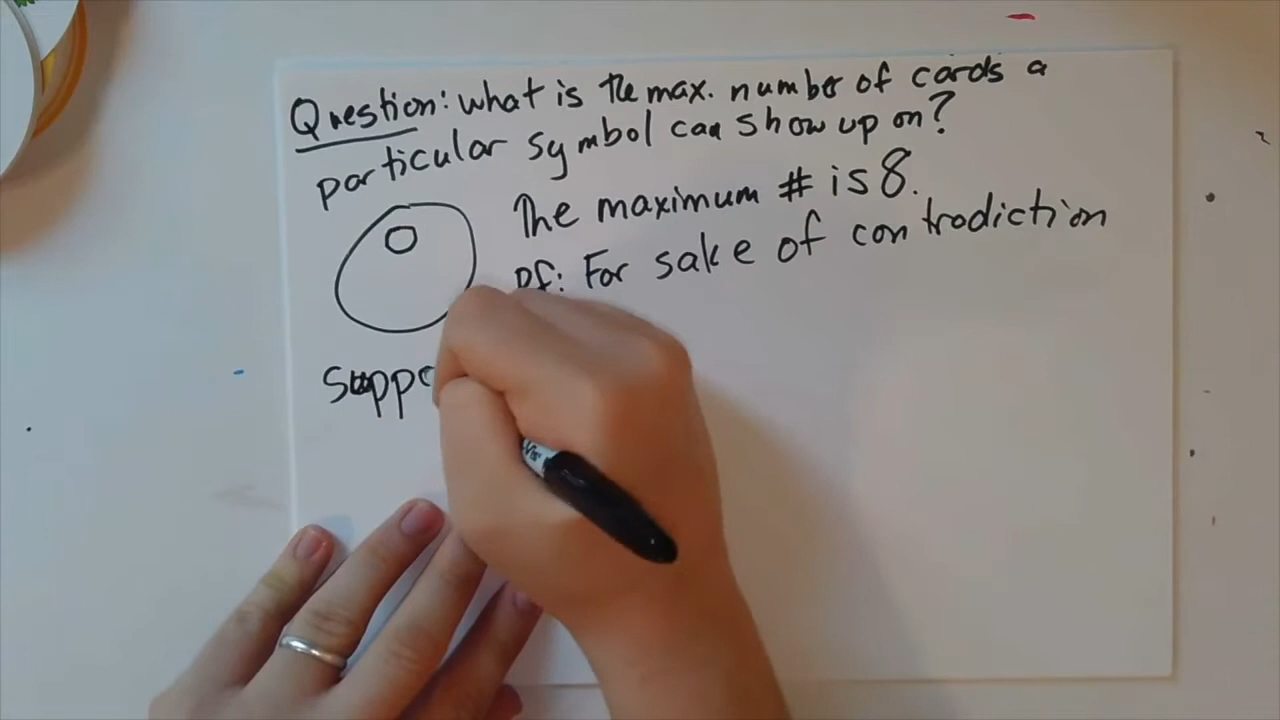 Question: what is the max. number of cards a
particular symbol can show up on?
The maximum # is 8.
Pf: For sake of contradiction